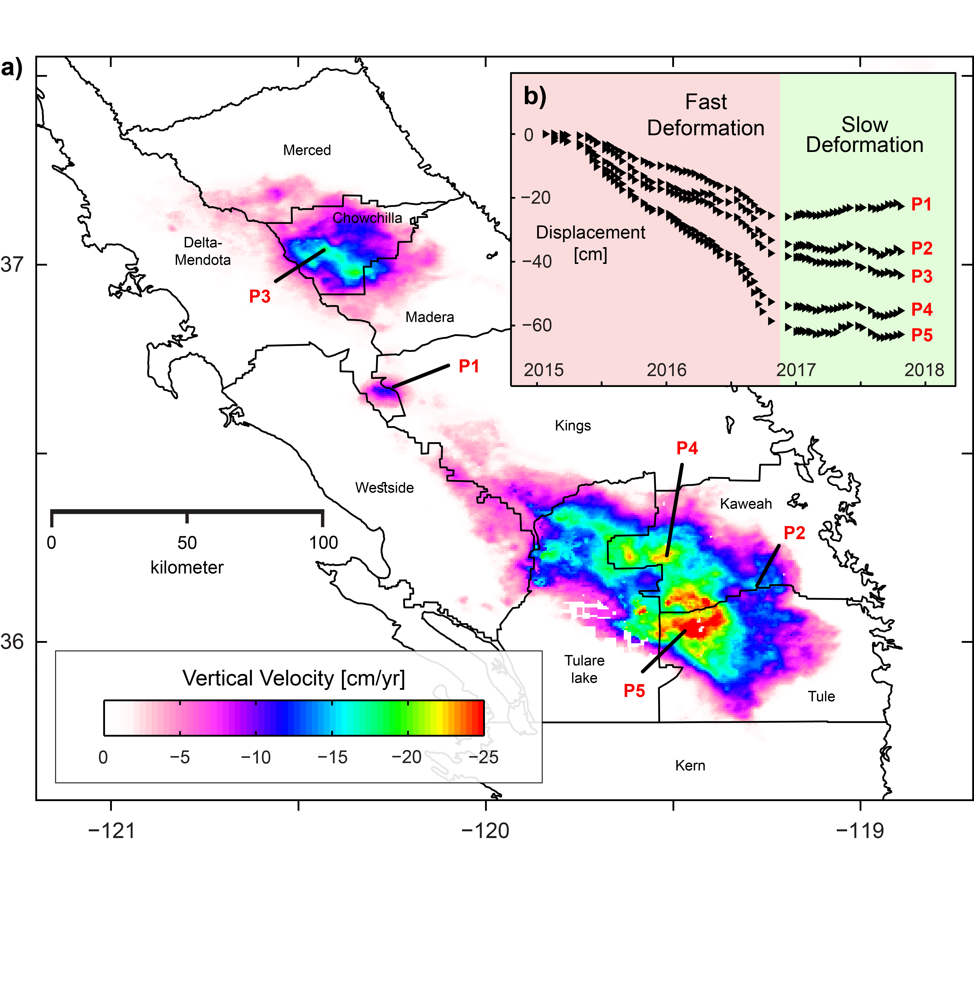 a)
b)
Fast
Deformation
Slow
Deformation
0
−20
−40
−60
Displacement
[cm]
P1
P2
P3
P4
P5
2015
2016
2017
2018
Merced
Chowchilla
Delta-
Mendota
37
P3
Madera
P1
Kings
P4
Westside
Kaweah
P2
0
50
100
kilometer
36
Tulare
lake
P5
Tule
Vertical Velocity [cm/yr]
0
−5
−10
−15
−20
−25
Kern
−121
−120
−119